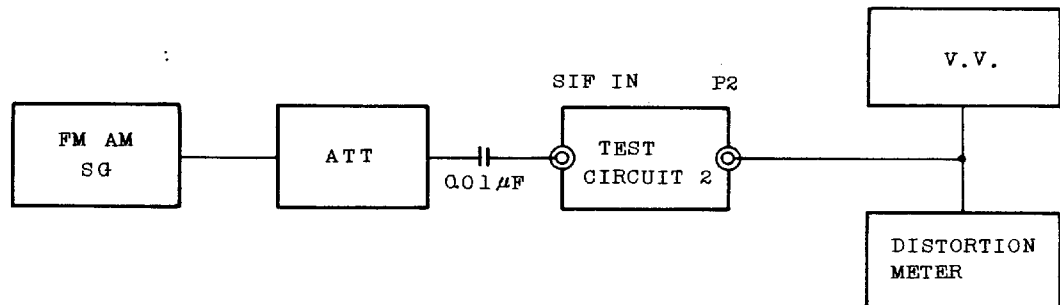 V.V.
SIF IN
P2
FM AM
SG
ATT
0.01μF
TEST
CIRCUIT 2
DISTORTION
METER